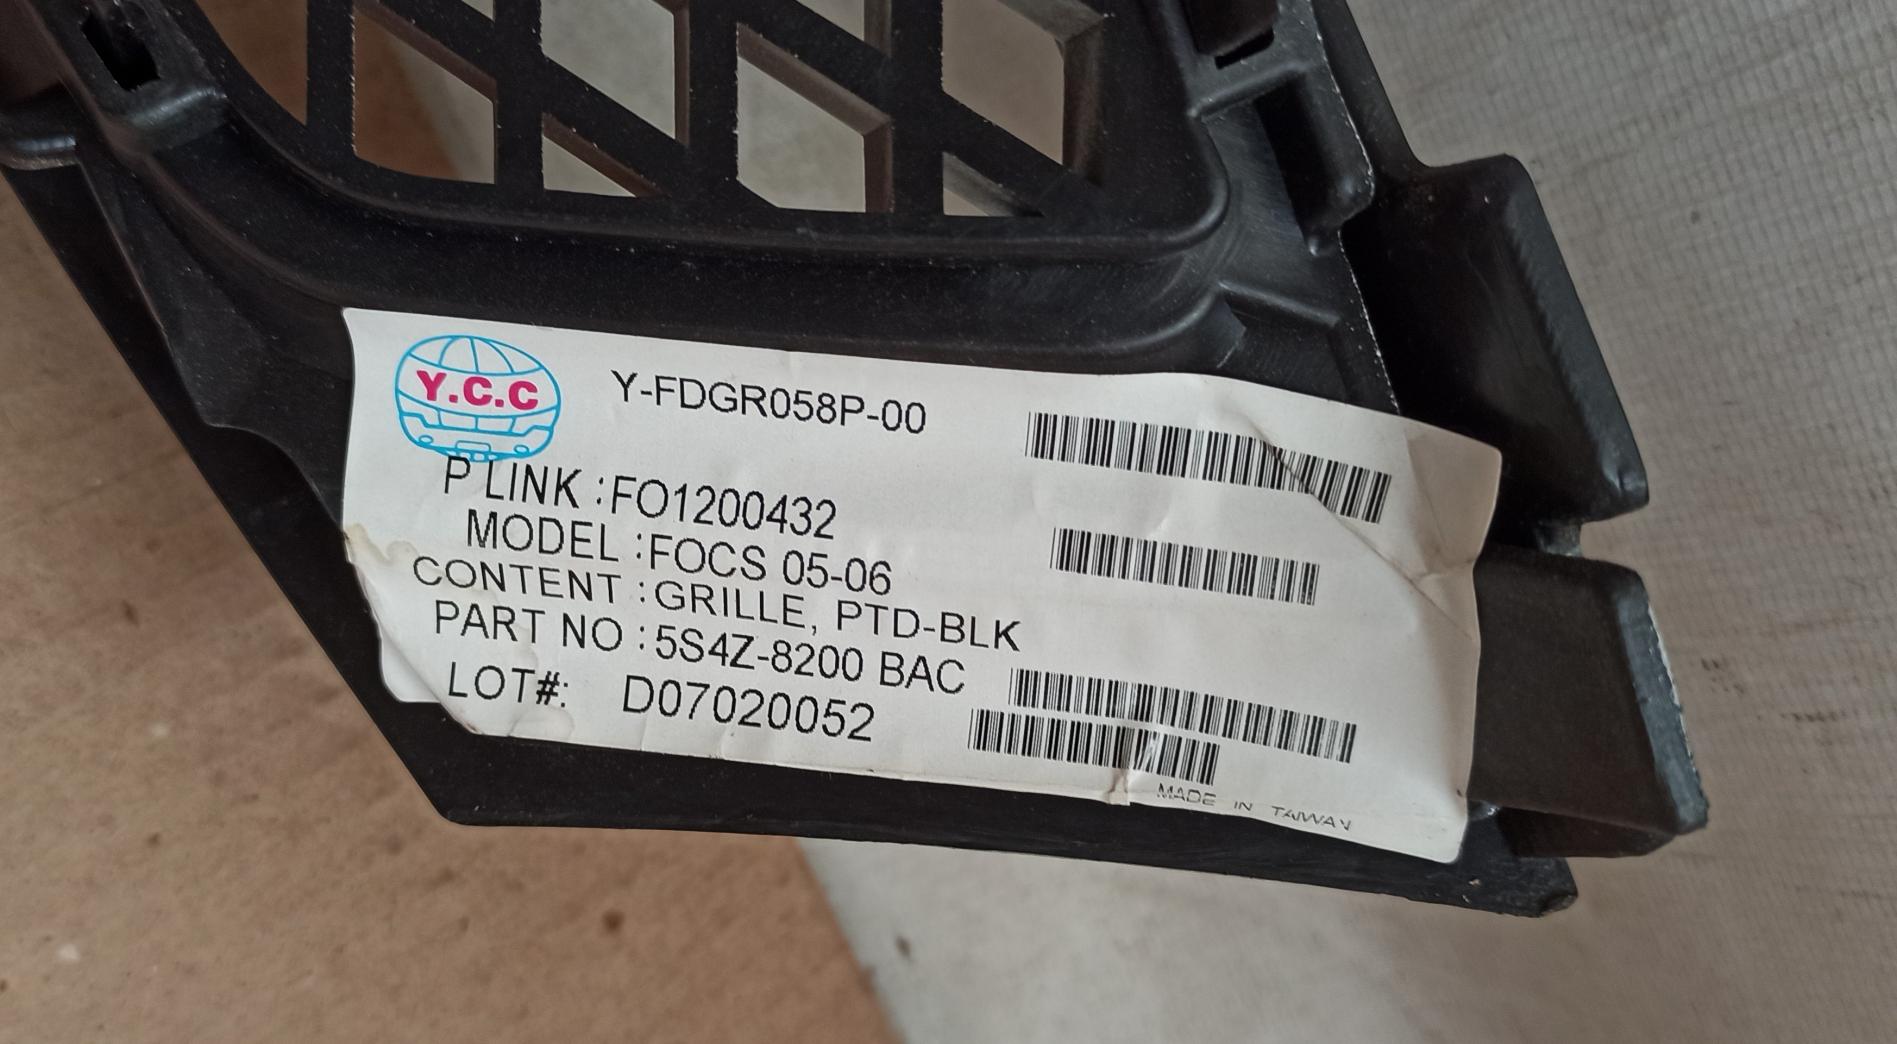 Y.C.C
Y-FDGR058P-00
P LINK :FO1200432
MODEL :FOCS 05-06
CONTENT :GRILLE, PTD-BLK
PART NO :5S4Z-8200 BAC
LOT#: D07020052
MADE IN TAIWAN